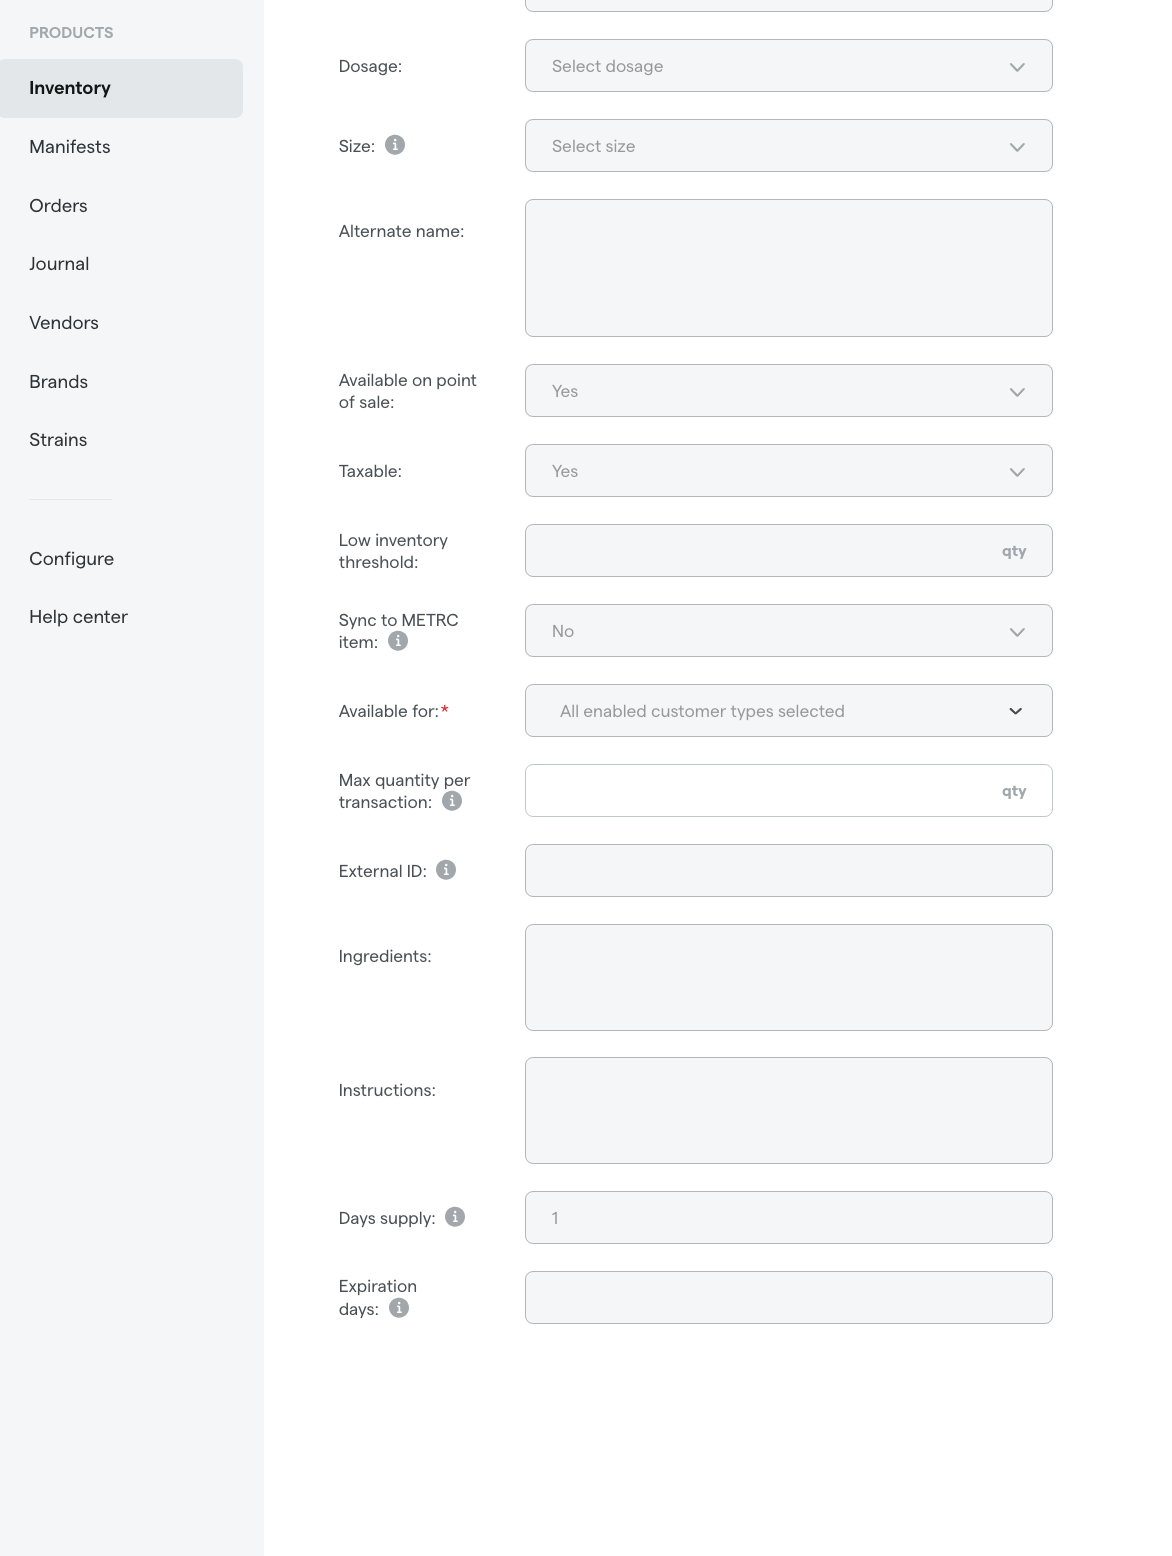 PRODUCTS
Inventory
Manifests
Orders
Journal
Vendors
Brands
Strains
Configure
Help center
Dosage:
Select dosage
Size:
Select size
Alternate name:
Available on point
of sale:
Yes
Taxable:
Yes
Low inventory
threshold:
qty
Sync to METRC
item:
No
Available for:*
All enabled customer types selected
Max quantity per
transaction:
qty
External ID:
Ingredients:
Instructions:
Days supply:
1
Expiration
days: